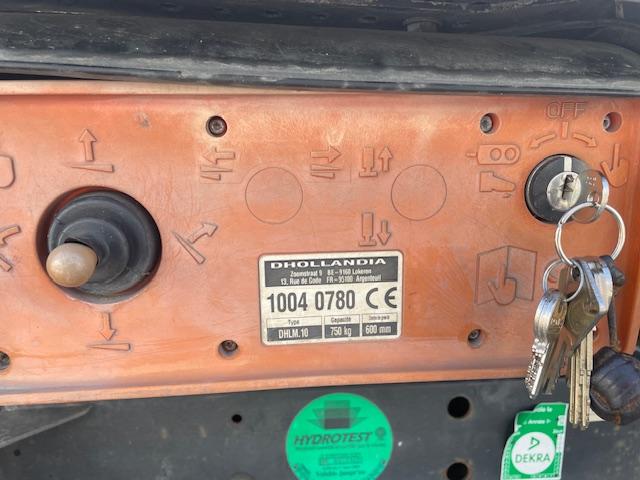 OFF
DHOLLANDIA
Zoomstraat 9 BE-9160 Lokeren
13, Rue de Gode FR-95100 Argenteuil
1004 0780 CE
Type Capacité
DHLM.10 750 kg 600 mm
HYDROTEST
DEKRA